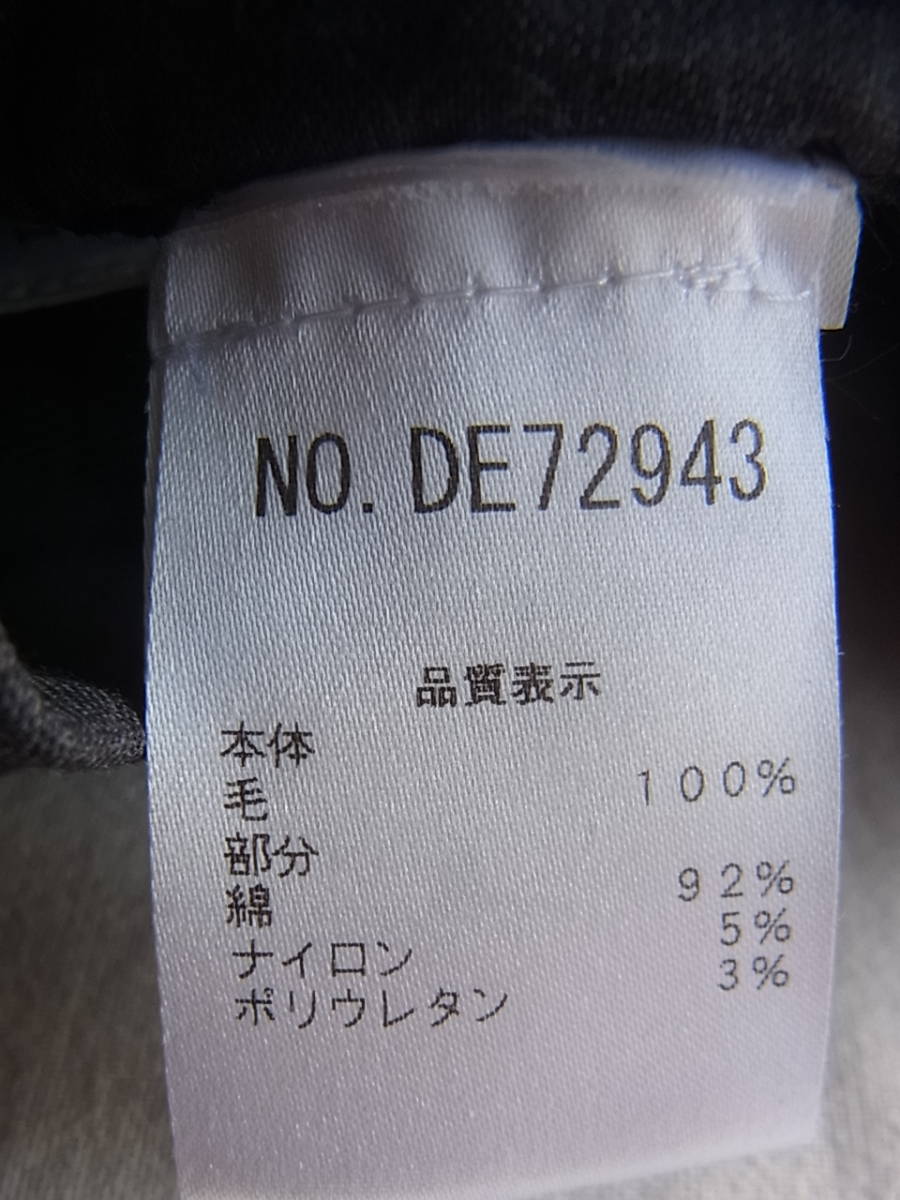 NO. DE72943
品質表示
本体
毛 100%
部分
綿 92%
ナイロン 5%
ポリウレタン 3%